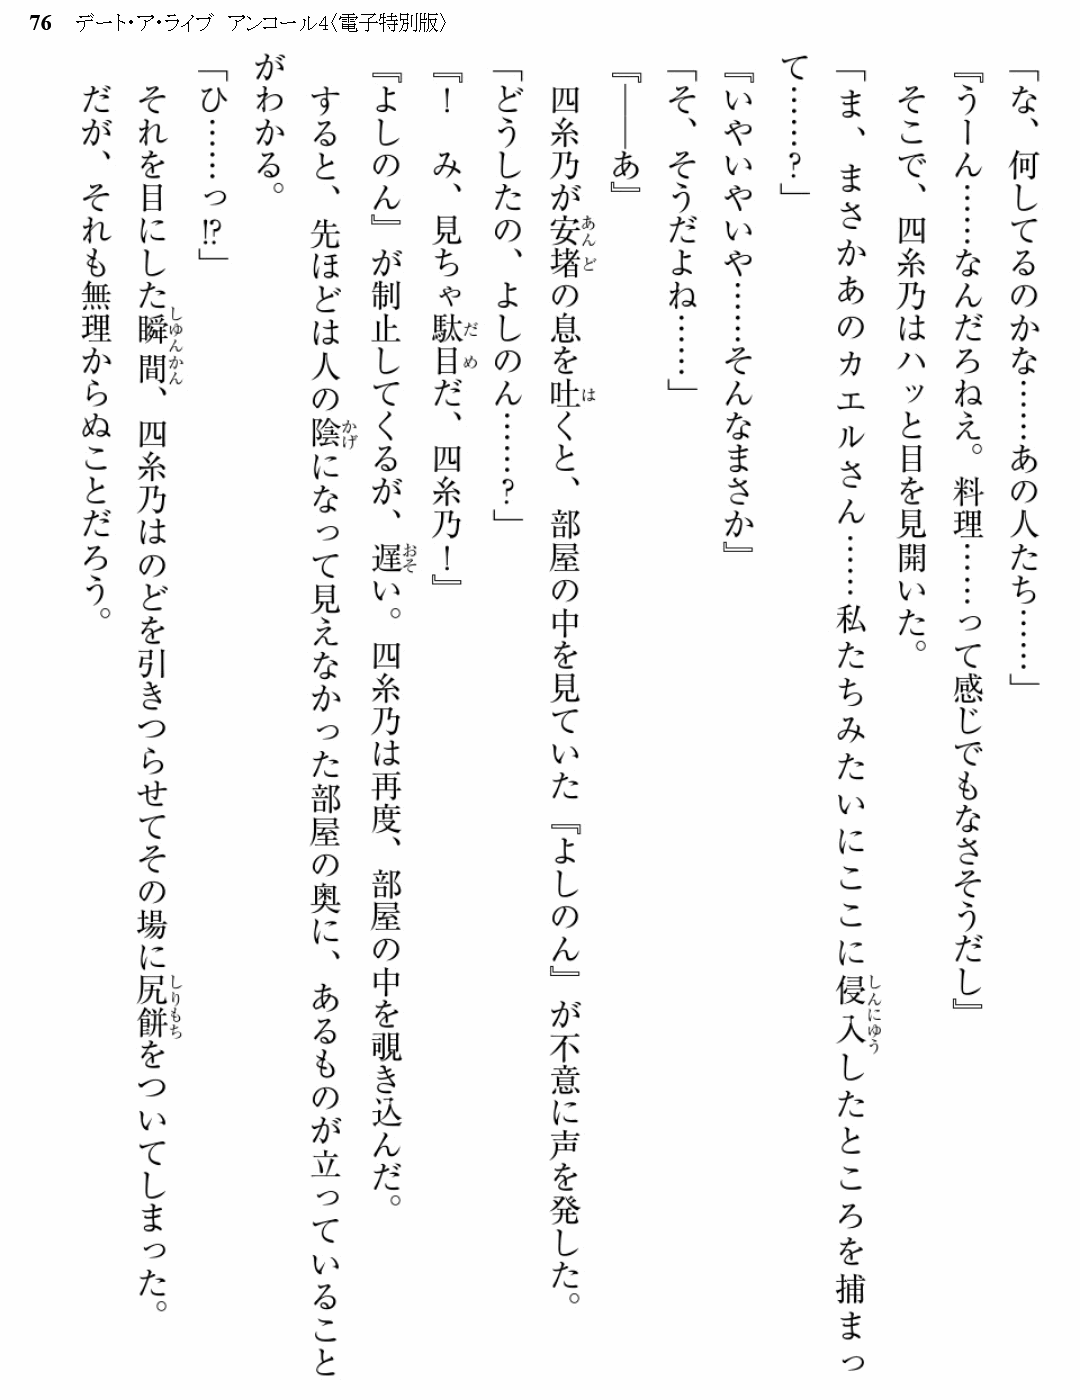 76 デート・ア・ライブ アンコール4〈電子特別版〉
「な、何してるのかな……あの人たち……」
『うーん……なんだろねえ。料理……って感じでもなさそうだし』
そこで、四糸乃はハッと目を見開いた。
「ま、まさかあのカエルさん……私たちみたいにここに侵入したところを捕まっ
て……？」
『いやいやいや……そんなまさか』
「そ、そうだよね……」
『――あ』
四糸乃が安堵の息を吐くと、部屋の中を見ていた『よしのん』が不意に声を発した。
「どうしたの、よしのん……？」
『！ み、見ちゃ駄目だ、四糸乃！』
『よしのん』が制止してくるが、遅い。四糸乃は再度、部屋の中を覗き込んだ。
すると、先ほどは人の陰になって見えなかった部屋の奥に、あるものが立っていること
がわかる。
「ひ……っ!?」
それを目にした瞬間、四糸乃はのどを引きつらせてその場に尻餅をついてしまった。
だが、それも無理からぬことだろう。